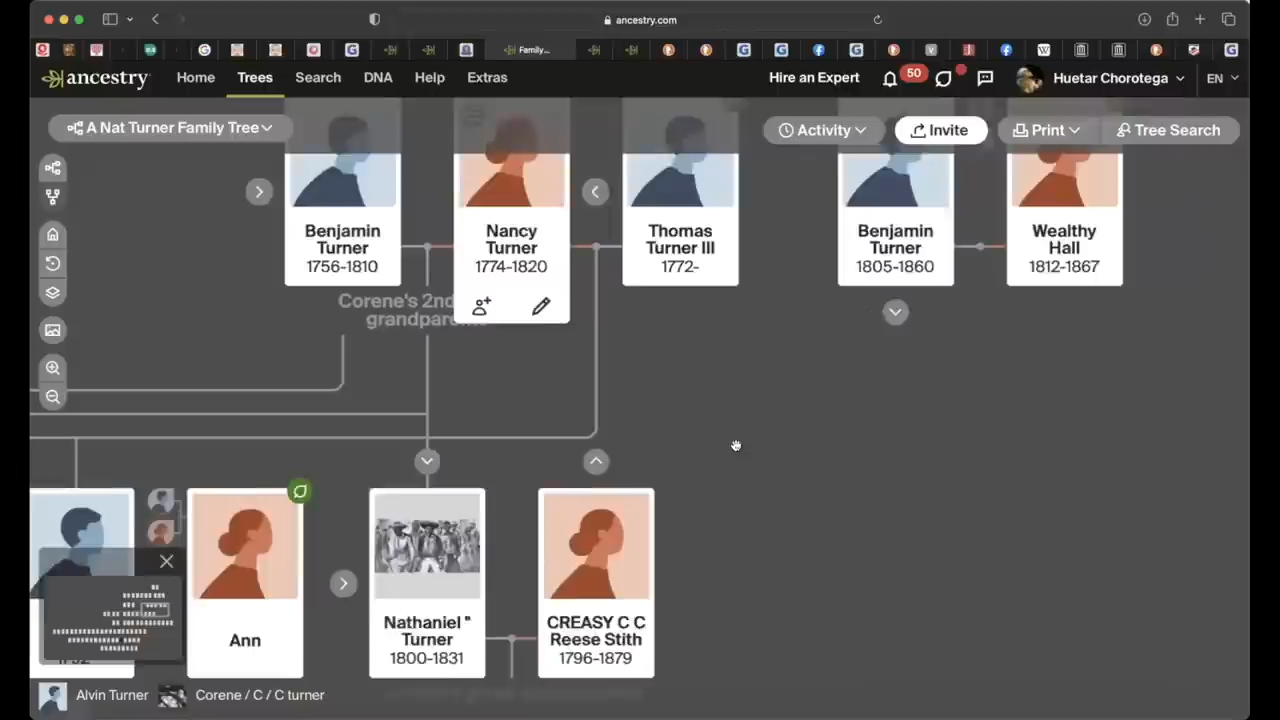 ancestry.com
Family...
ancestry
Home
Trees
Search
DNA
Help
Extras
Hire an Expert
50
Huetar Chorotega
EN
A Nat Turner Family Tree
Activity
Invite
Print
Tree Search
Benjamin
Turner
1756-1810
Nancy
Turner
1774-1820
Thomas
Turner III
1772-
Benjamin
Turner
1805-1860
Wealthy
Hall
1812-1867
Corene's 2nd
Ann
Nathaniel "
Turner
1800-1831
CREASY C C
Reese Stith
1796-1879
Alvin Turner
Corene / C / C turner